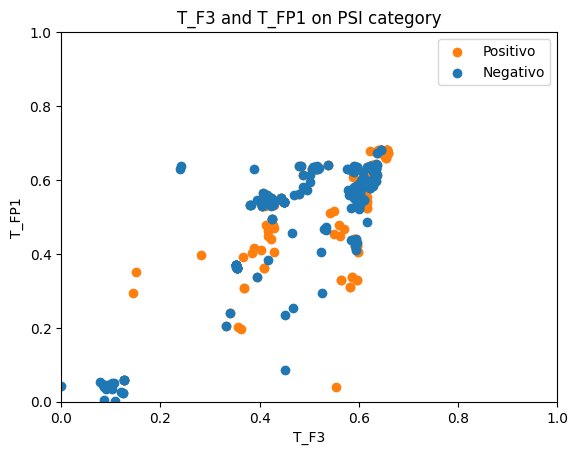 T_F3 and T_FP1 on PSI category
Positivo
Negativo
1.0
0.8
0.6
0.4
0.2
0.0
T_FP1
0.0 0.2 0.4 0.6 0.8 1.0
T_F3